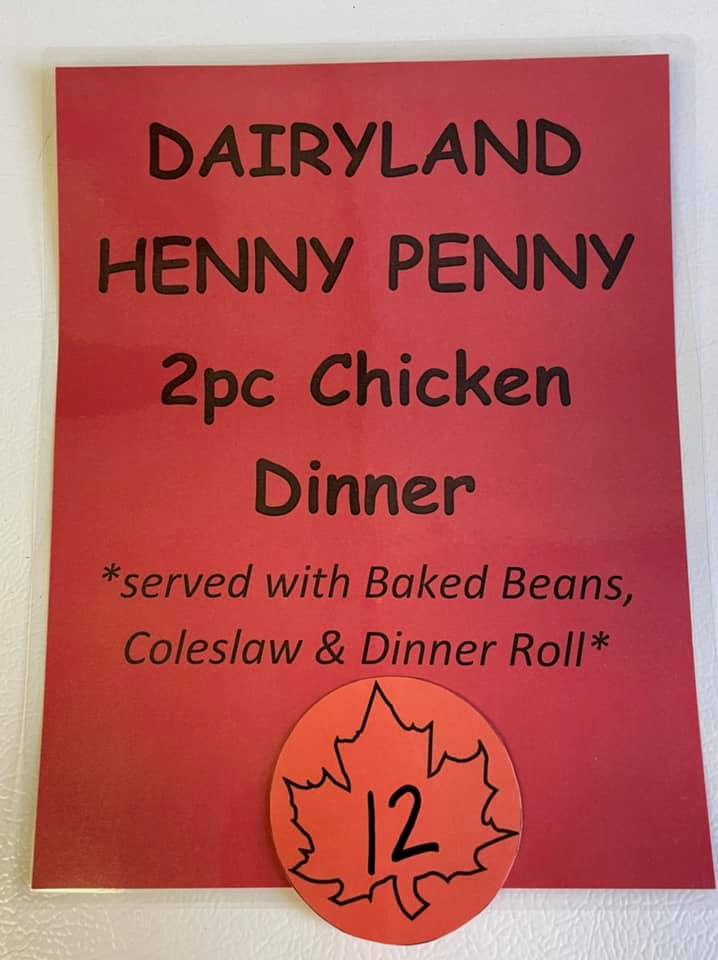 DAIRYLAND
HENNY PENNY
2pc Chicken
Dinner
*served with Baked Beans,
Coleslaw & Dinner Roll*
12